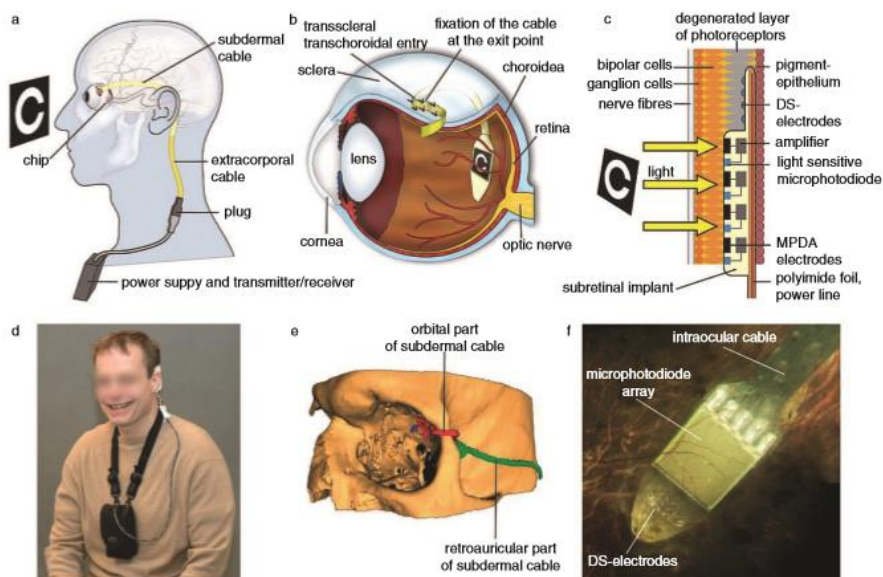 a
subdermal
cable
C
chip
extracorporal
cable
plug
power suppy and transmitter/receiver
b
transscleral
transchoroidal entry
fixation of the cable
at the exit point
sclera
choroidea
retina
lens
C
cornea
optic nerve
c
degenerated layer
of photoreceptors
bipolar cells
ganglion cells
nerve fibres
pigment-
epithelium
DS-
electrodes
amplifier
light sensitive
microphotodiode
C
light
MPDA
electrodes
subretinal implant
polyimide foil,
power line
d
e
orbital part
of subdermal cable
retroauricular part
of subdermal cable
f
intraocular cable
microphotodiode
array
DS-electrodes